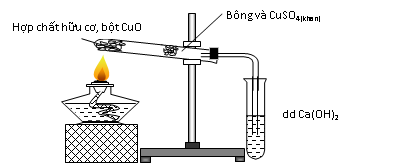 Bông và CuSO4(khan)
Hợp chất hữu cơ, bột CuO
dd Ca(OH)2